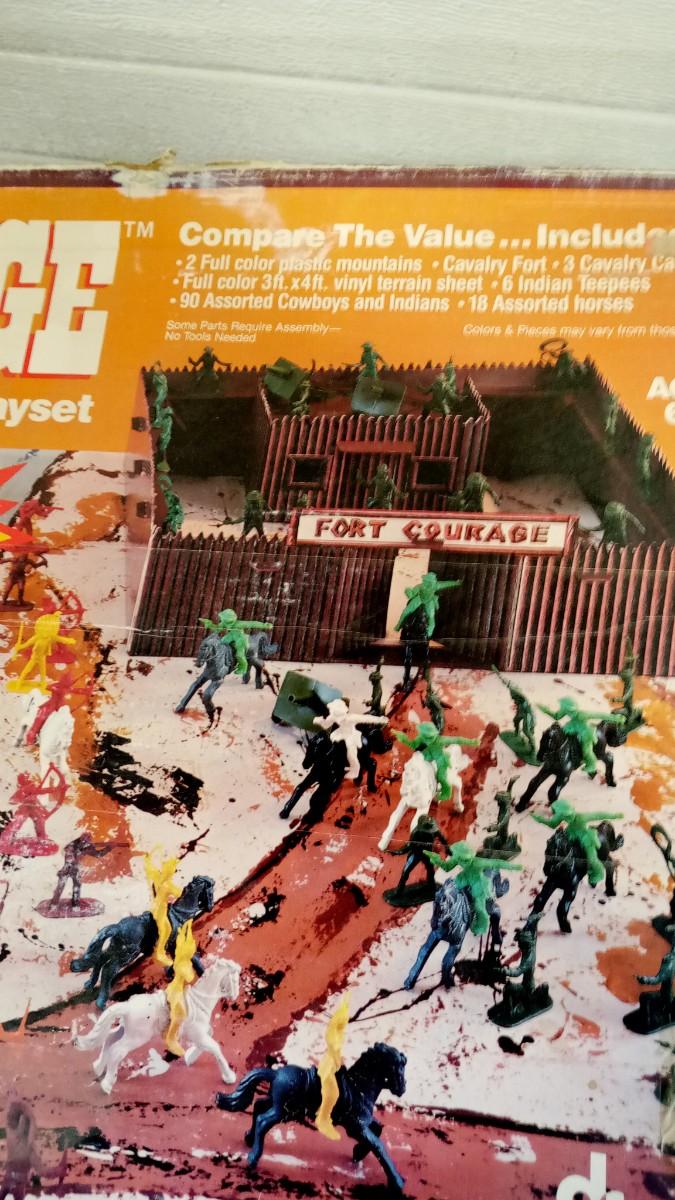 GE™
Compare The Value... Include
• 2 Full color plastic mountains • Cavalry Fort • 3 Cavalry Ca
• Full color 3ft. x 4ft. vinyl terrain sheet • 6 Indian Teepees
• 90 Assorted Cowboys and Indians • 18 Assorted horses
Some Parts Require Assembly—
No Tools Needed
Colors & Pieces may vary from thos
yset
FORT COURAGE